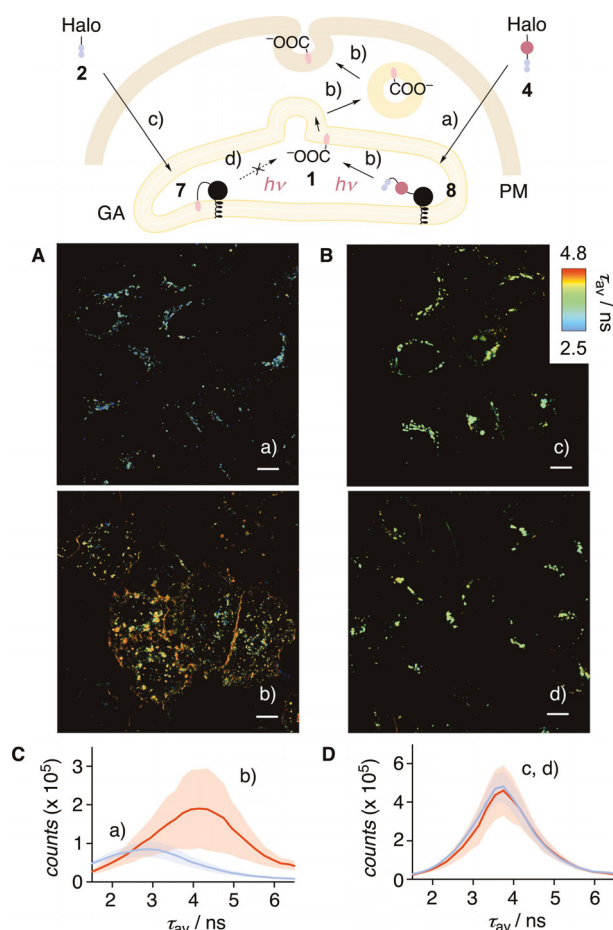 Halo
2
c)
⁻OOC
b)
b)
COO⁻
Halo
4
a)
d)
⁻OOC
b)
7
hν
1
hν
8
GA
PM
A
a)
B
4.8
τav / ns
2.5
c)
b)
d)
C
counts (x 10⁵)
3
2
1
0
a)
b)
2 3 4 5 6
τav / ns
D
counts (x 10⁵)
6
4
2
0
c, d)
2 3 4 5 6
τav / ns